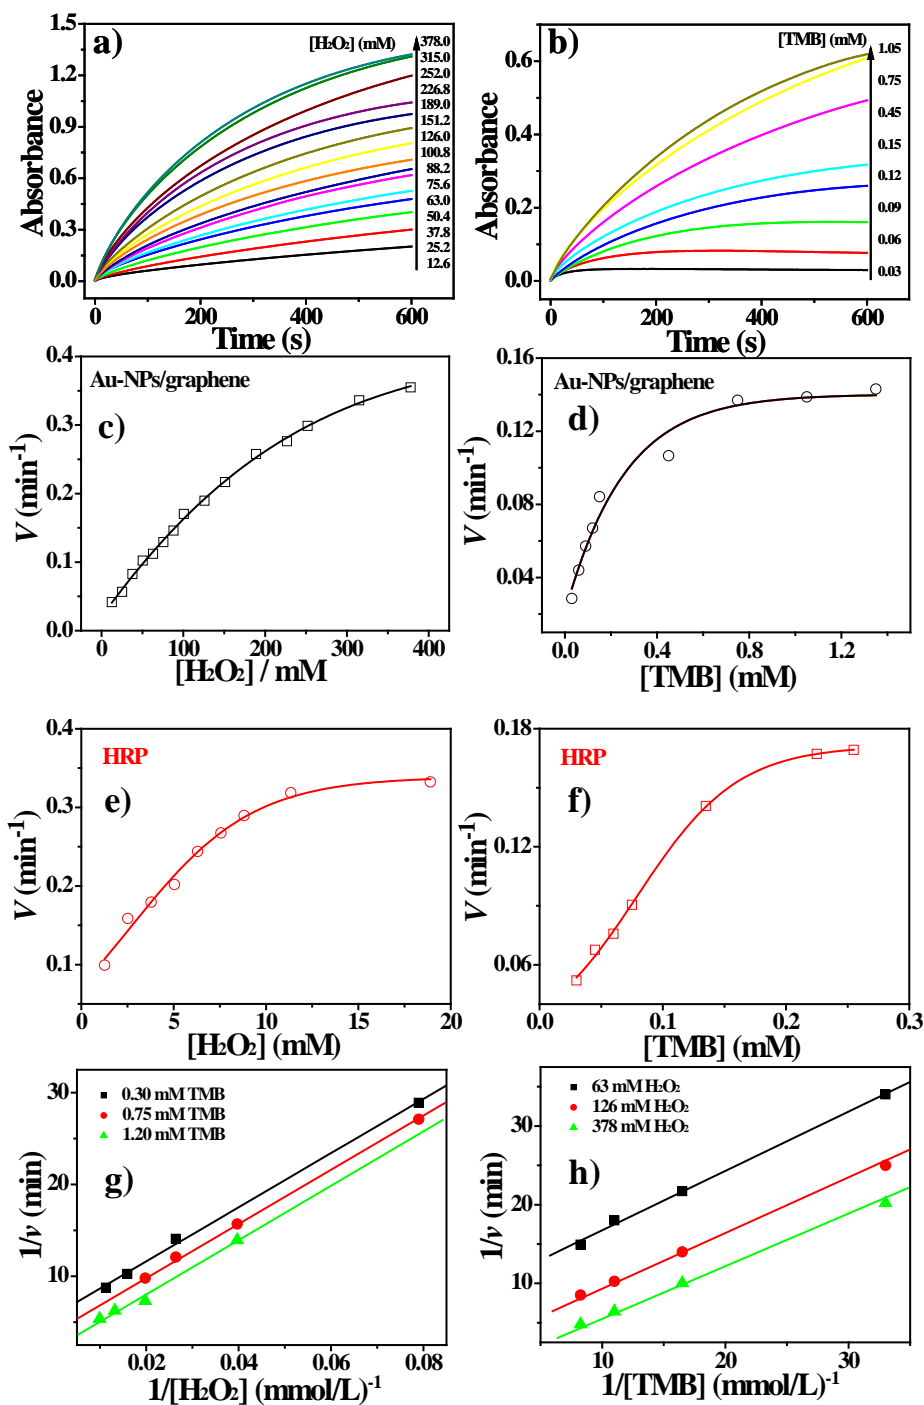 a)
[H2O2] (mM)
378.0
315.0
252.0
226.8
189.0
151.2
126.0
100.8
88.2
75.6
63.0
50.4
37.8
25.2
12.6
1.5
1.2
0.9
0.6
0.3
0.0
Absorbance
0 200 400 600
Time (s)
b)
[TMB] (mM)
1.05
0.75
0.15
0.12
0.09
0.06
0.03
0.6
0.4
0.2
0.0
Absorbance
0 200 400 600
Time (s)
Au-NPs/graphene
c)
0.4
0.3
0.2
0.1
0.0
V (min-1)
0 100 200 300 400
[H2O2] / mM
Au-NPs/graphene
d)
0.16
0.12
0.08
0.04
V (min-1)
0.0 0.4 0.8 1.2
[TMB] (mM)
HRP
e)
0.4
0.3
0.2
0.1
V (min-1)
0 5 10 15 20
[H2O2] (mM)
HRP
f)
0.18
0.12
0.06
V (min-1)
0.0 0.1 0.2 0.3
[TMB] (mM)
0.30 mM TMB
0.75 mM TMB
1.20 mM TMB
g)
30
20
10
1/v (min)
0.02 0.04 0.06 0.08
1/[H2O2] (mmol/L)-1
63 mM H2O2
126 mM H2O2
378 mM H2O2
h)
30
20
10
1/v (min)
10 20 30
1/[TMB] (mmol/L)-1